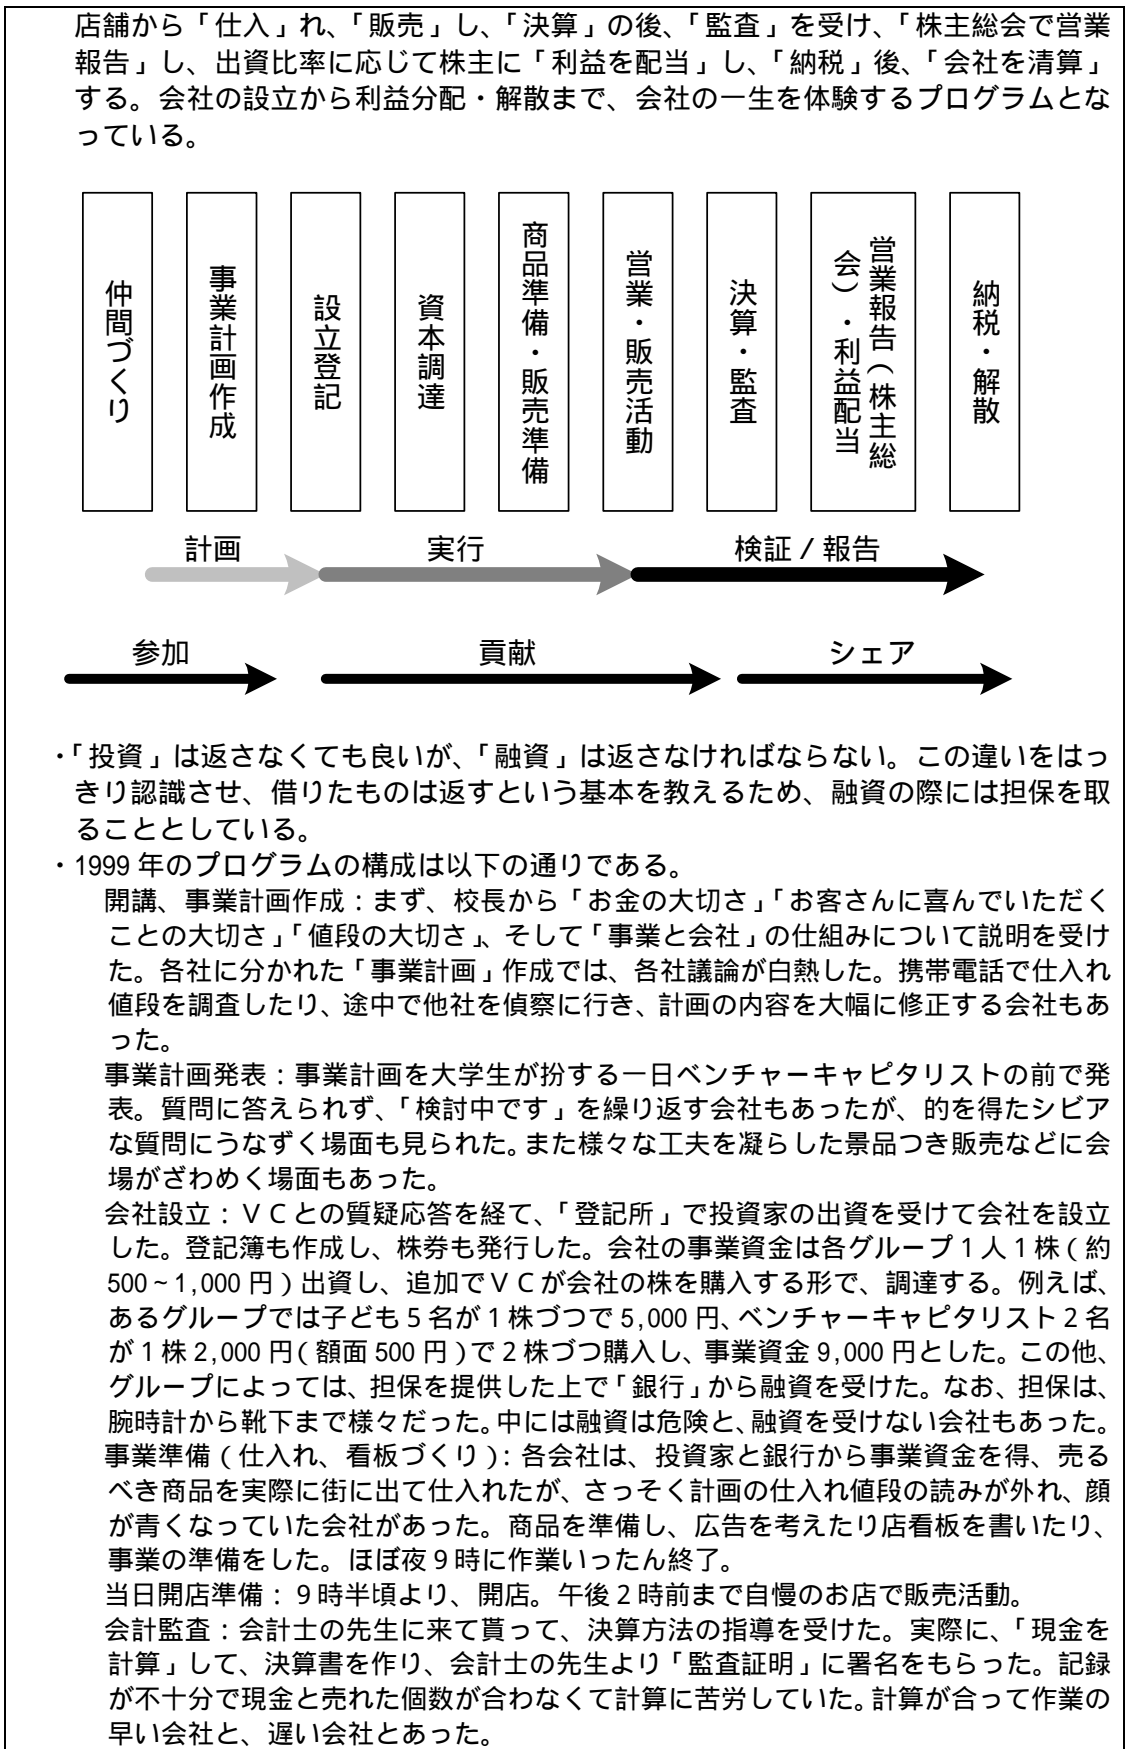 店舗から「仕入」れ、「販売」し、「決算」の後、「監査」を受け、「株主総会で営業
報告」し、出資比率に応じて株主に「利益を配当」し、「納税」後、「会社を清算」
する。会社の設立から利益分配・解散まで、会社の一生を体験するプログラムとな
っている。
仲間づくり
事業計画作成
設立登記
資本調達
商品準備・販売準備
営業・販売活動
決算・監査
営業報告（株主総
会）・利益配当
納税・解散
計画
実行
検証／報告
参加
貢献
シェア
・「投資」は返さなくても良いが、「融資」は返さなければならない。この違いをはっ
きり認識させ、借りたものは返すという基本を教えるため、融資の際には担保を取
ることとしている。
・1999 年のプログラムの構成は以下の通りである。
開講、事業計画作成：まず、校長から「お金の大切さ」「お客さんに喜んでいただく
ことの大切さ」「値段の大切さ」、そして「事業と会社」の仕組みについて説明を受け
た。各社に分かれた「事業計画」作成では、各社議論が白熱した。携帯電話で仕入れ
値段を調査したり、途中で他社を偵察に行き、計画の内容を大幅に修正する会社もあ
った。
事業計画発表：事業計画を大学生が扮する一日ベンチャーキャピタリストの前で発
表。質問に答えられず、「検討中です」を繰り返す会社もあったが、的を得たシビア
な質問にうなずく場面も見られた。また様々な工夫を凝らした景品つき販売などに会
場がざわめく場面もあった。
会社設立：ＶＣとの質疑応答を経て、「登記所」で投資家の出資を受けて会社を設立
した。登記簿も作成し、株券も発行した。会社の事業資金は各グループ１人１株（約
500～1,000 円）出資し、追加でＶＣが会社の株を購入する形で、調達する。例えば、
あるグループでは子ども５名が１株づつで 5,000 円、ベンチャーキャピタリスト２名
が１株 2,000 円（額面 500 円）で２株づつ購入し、事業資金 9,000 円とした。この他、
グループによっては、担保を提供した上で「銀行」から融資を受けた。なお、担保は、
腕時計から靴下まで様々だった。中には融資は危険と、融資を受けない会社もあった。
事業準備（仕入れ、看板づくり）：各会社は、投資家と銀行から事業資金を得、売る
べき商品を実際に街に出て仕入れたが、さっそく計画の仕入れ値段の読みが外れ、顔
が青くなっていた会社があった。商品を準備し、広告を考えたり店看板を書いたり、
事業の準備をした。ほぼ夜９時に作業いったん終了。
当日開店準備：９時半頃より、開店。午後２時前まで自慢のお店で販売活動。
会計監査：会計士の先生に来て貰って、決算方法の指導を受けた。実際に、「現金を
計算」して、決算書を作り、会計士の先生より「監査証明」に署名をもらった。記録
が不十分で現金と売れた個数が合わなくて計算に苦労していた。計算が合って作業の
早い会社と、遅い会社とあった。